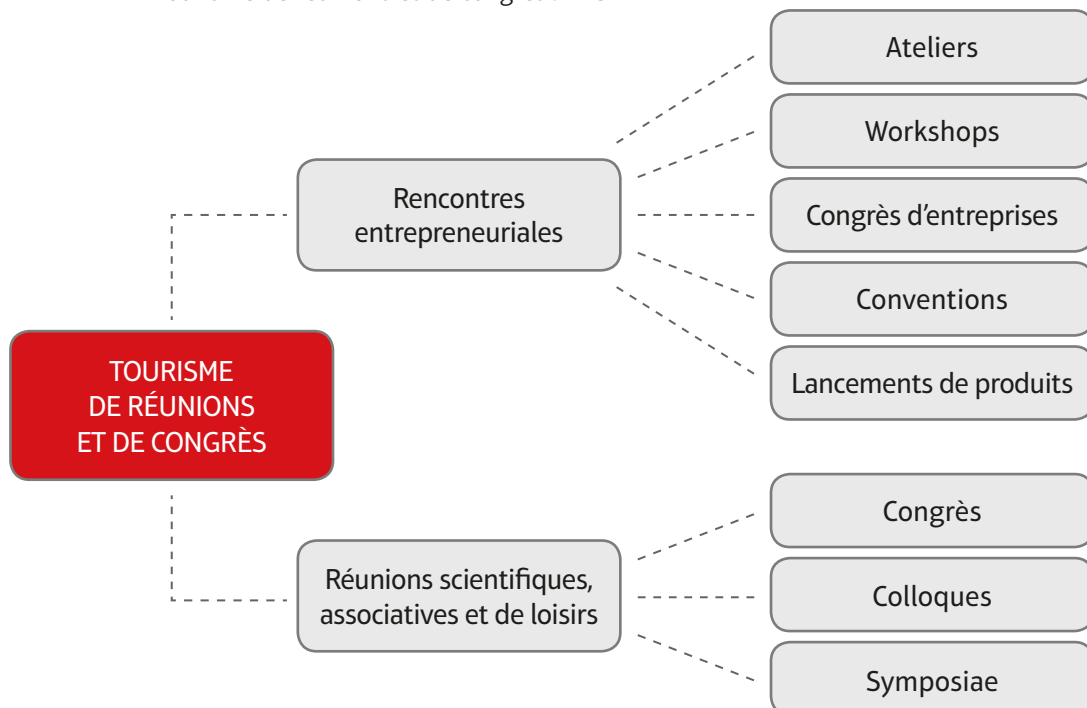 TOURISME
DE RÉUNIONS
ET DE CONGRÈS
Rencontres
entrepreneuriales
Ateliers
Workshops
Congrès d'entreprises
Conventions
Lancements de produits
Réunions scientifiques,
associatives et de loisirs
Congrès
Colloques
Symposiae